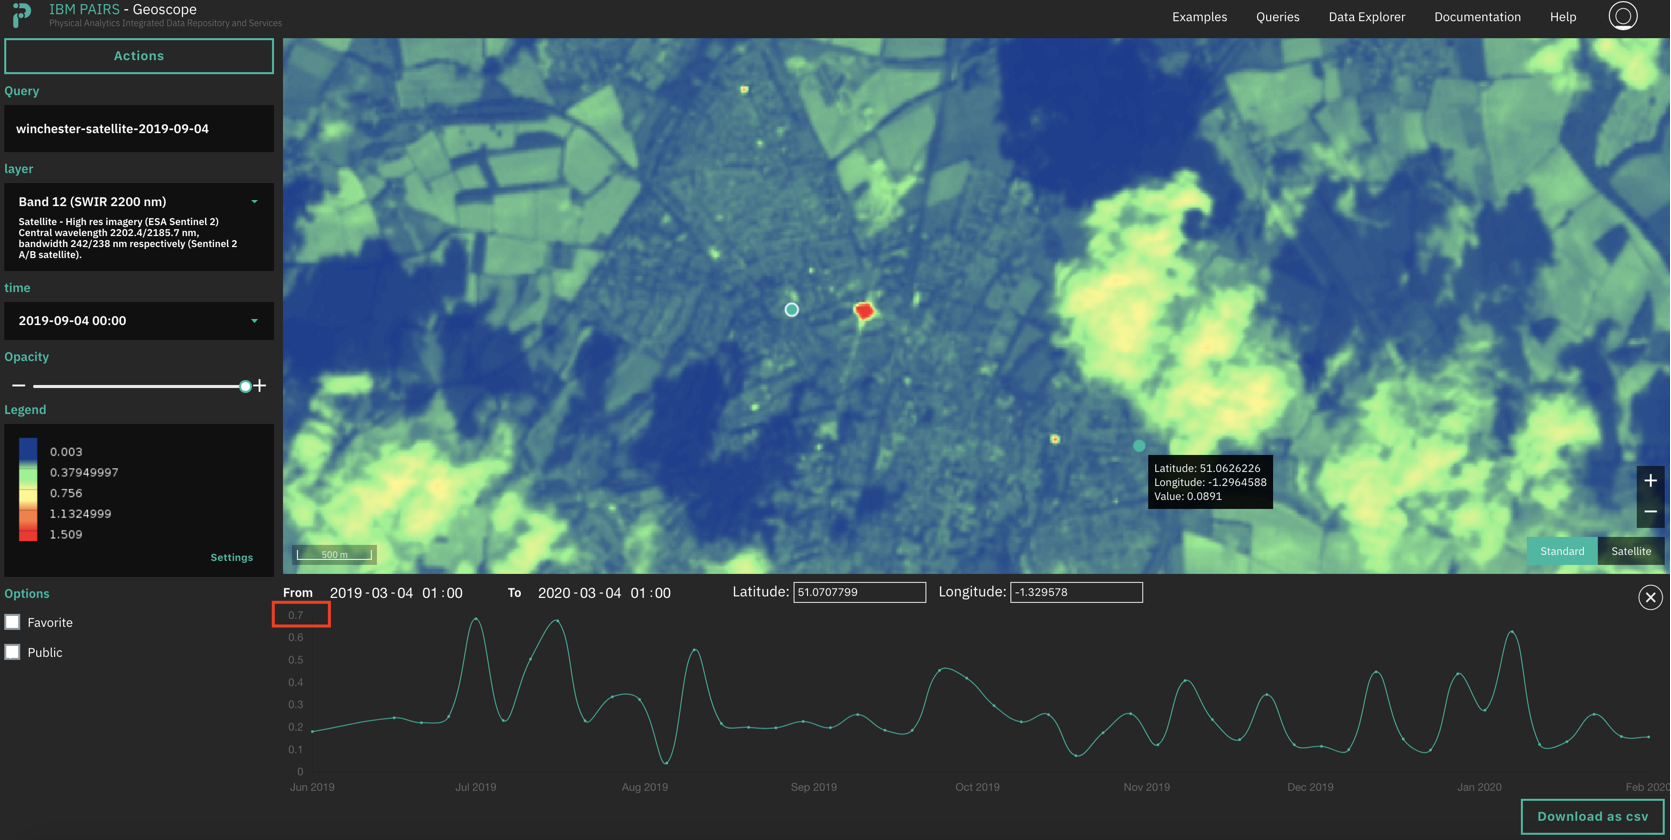 IBM PAIRS - Geoscope
Physical Analytics Integrated Data Repository and Services
Examples
Queries
Data Explorer
Documentation
Help
Actions
Query
winchester-satellite-2019-09-04
layer
Band 12 (SWIR 2200 nm)
Satellite - High res imagery (ESA Sentinel 2)
Central wavelength 2202.4/2185.7 nm,
bandwidth 242/238 nm respectively (Sentinel 2
A/B satellite).
time
2019-09-04 00:00
Opacity
Legend
0.003
0.37949997
0.756
1.1324999
1.509
Settings
Options
Favorite
Public
Latitude: 51.0626226
Longitude: -1.2964588
Value: 0.0891
500 m
Standard
Satellite
From 2019-03-04 01:00 To 2020-03-04 01:00 Latitude: 51.0707799 Longitude: -1.329578
0.7
0.6
0.5
0.4
0.3
0.2
0.1
0
Jun 2019 Jul 2019 Aug 2019 Sep 2019 Oct 2019 Nov 2019 Dec 2019 Jan 2020 Feb 2020
Download as csv